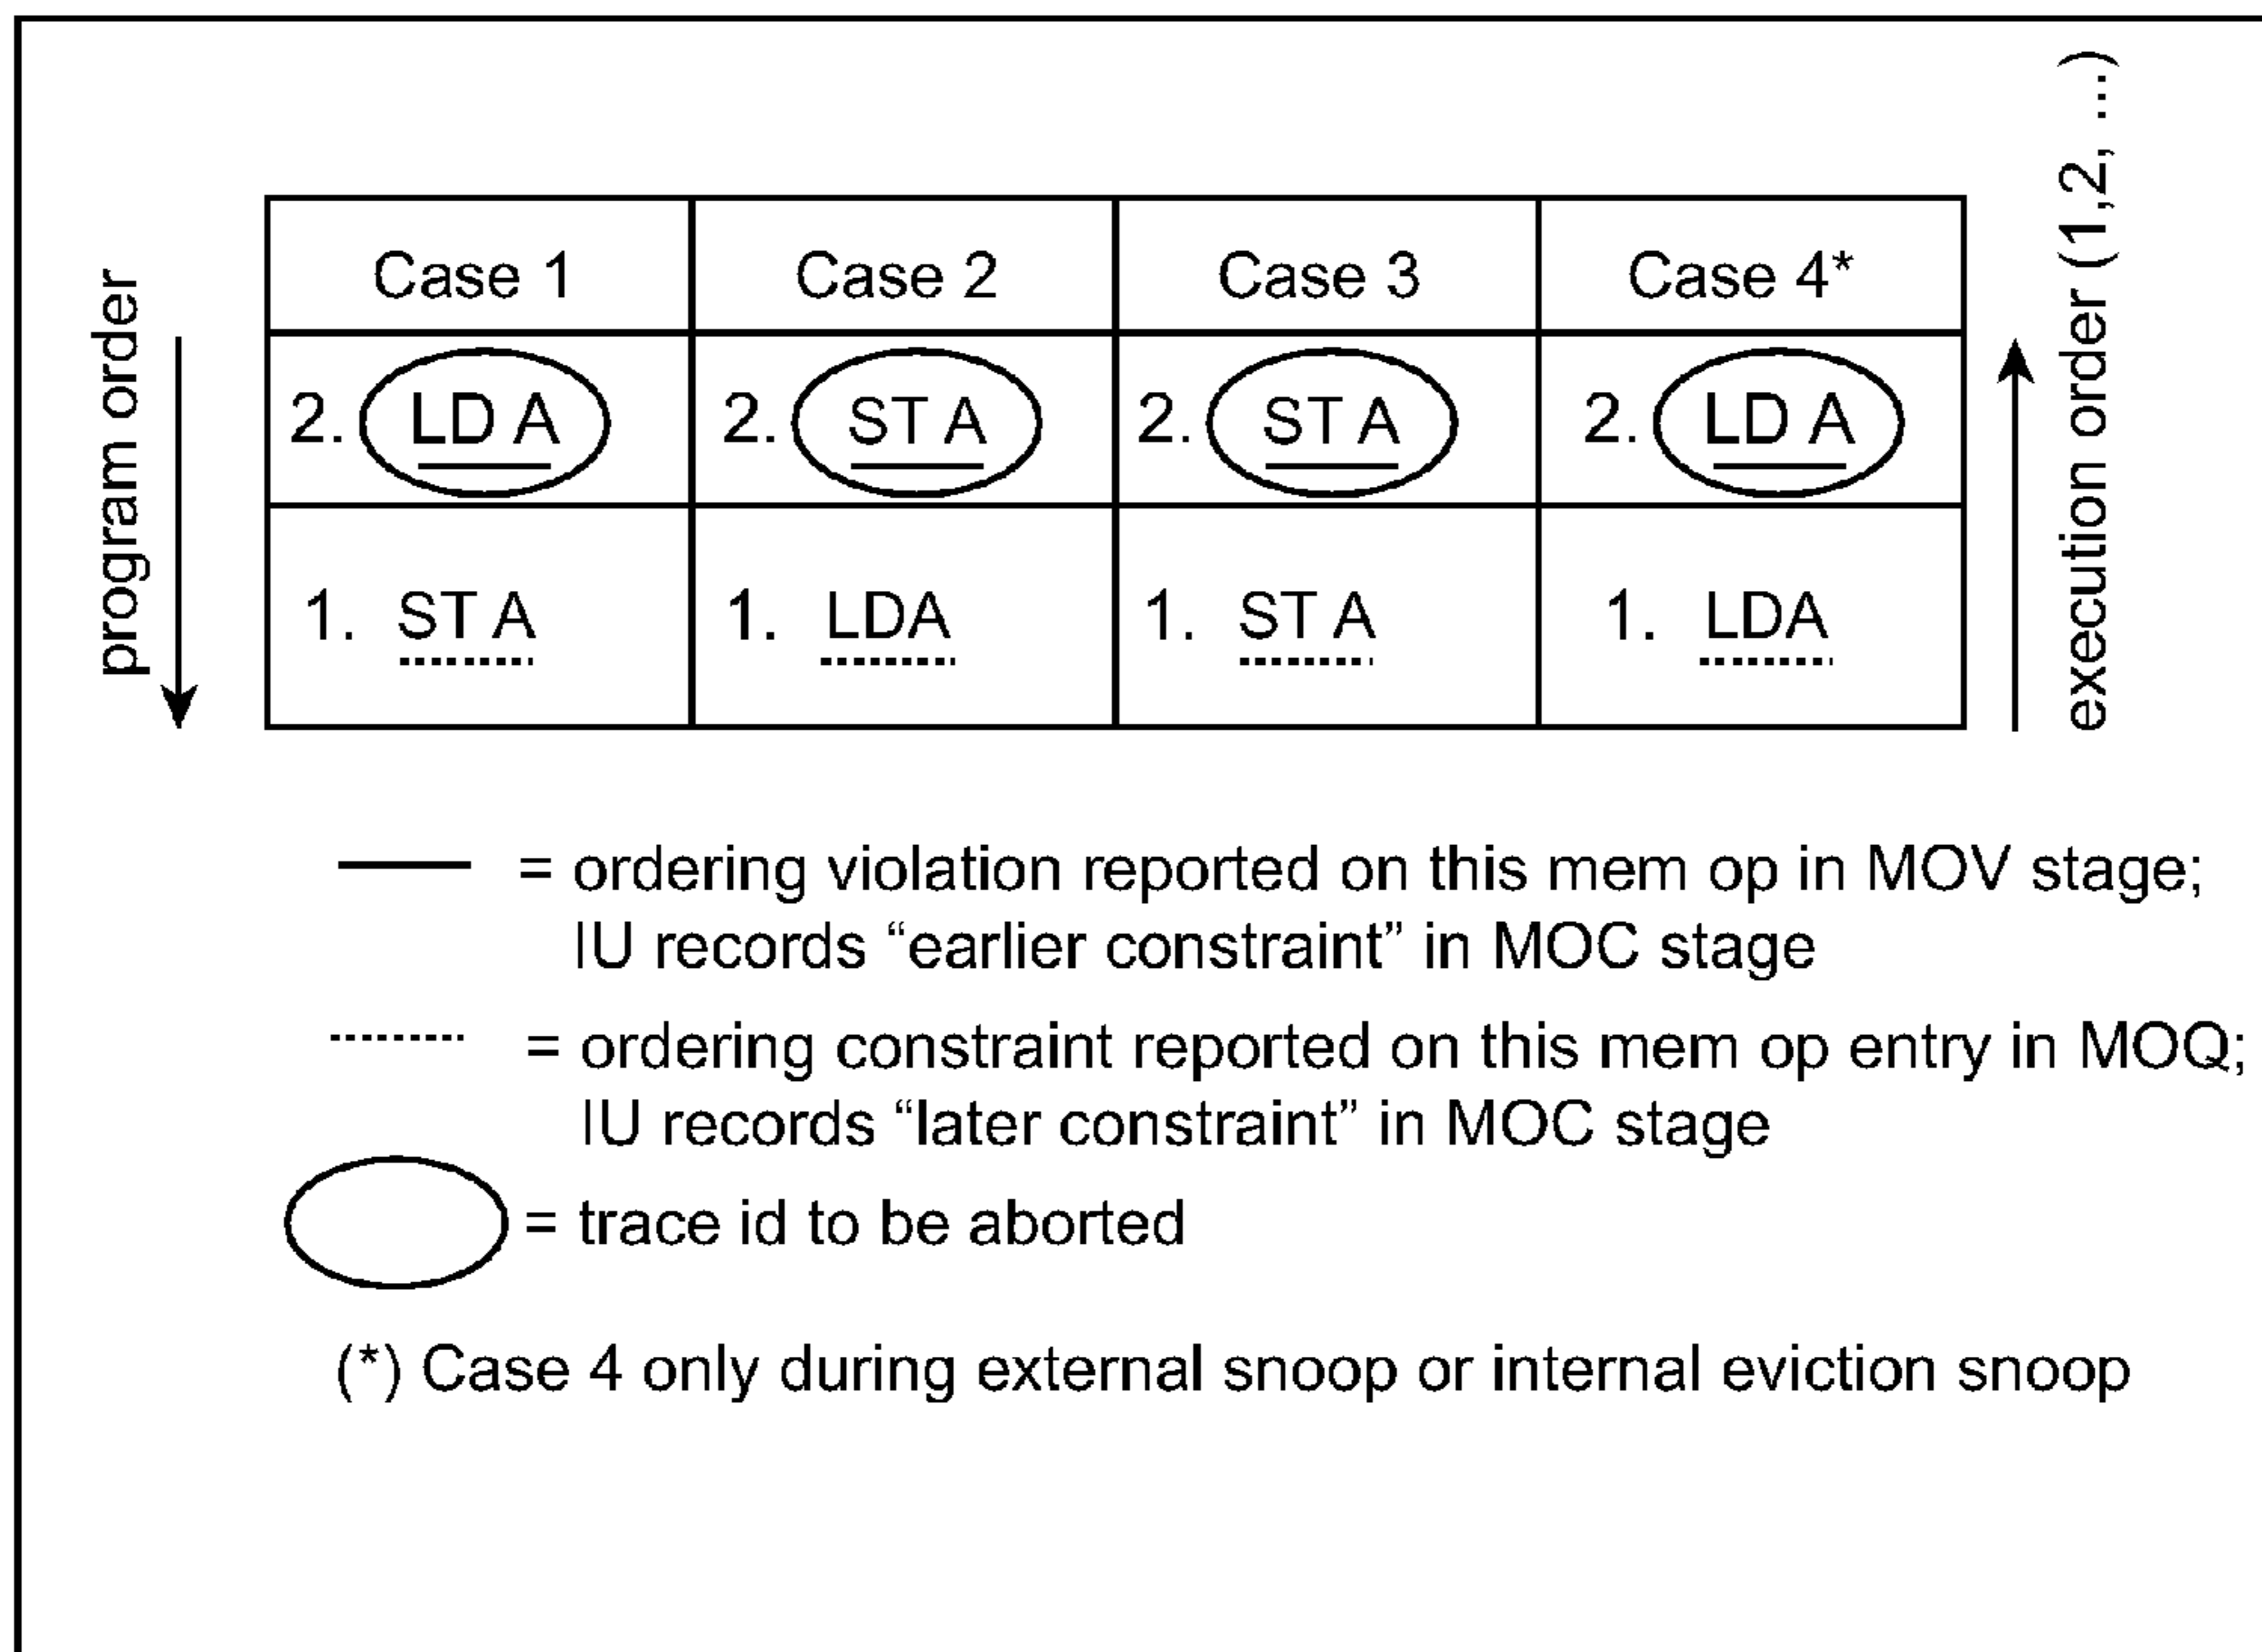 program order
execution order (1,2, ...)
Case 1 Case 2 Case 3 Case 4*
2. LD A 2. ST A 2. ST A 2. LD A
1. ST A 1. LDA 1. ST A 1. LDA
= ordering violation reported on this mem op in MOV stage;
IU records “earlier constraint” in MOC stage
= ordering constraint reported on this mem op entry in MOQ;
IU records “later constraint” in MOC stage
= trace id to be aborted
(*) Case 4 only during external snoop or internal eviction snoop